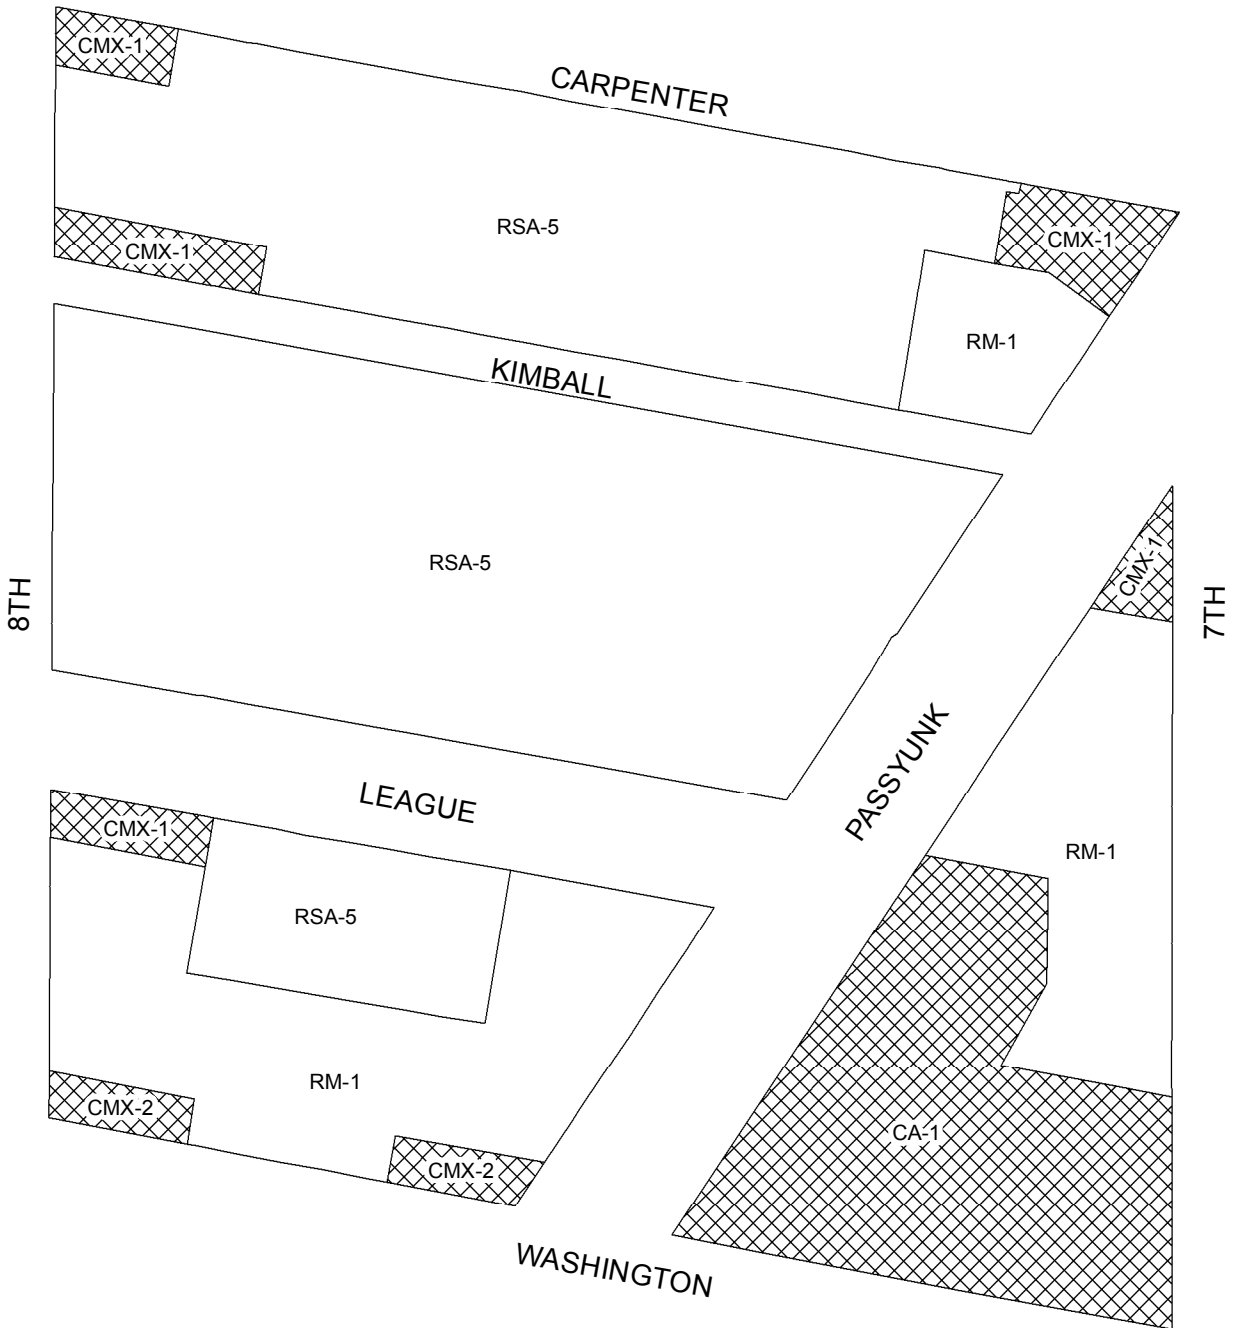 CMX-1
CARPENTER
RSA-5
CMX-1
CMX-1
RM-1
KIMBALL
RSA-5
CMX-1
8TH
7TH
PASSYUNK
LEAGUE
CMX-1
RM-1
RSA-5
RM-1
CMX-2
CA-1
CMX-2
WASHINGTON